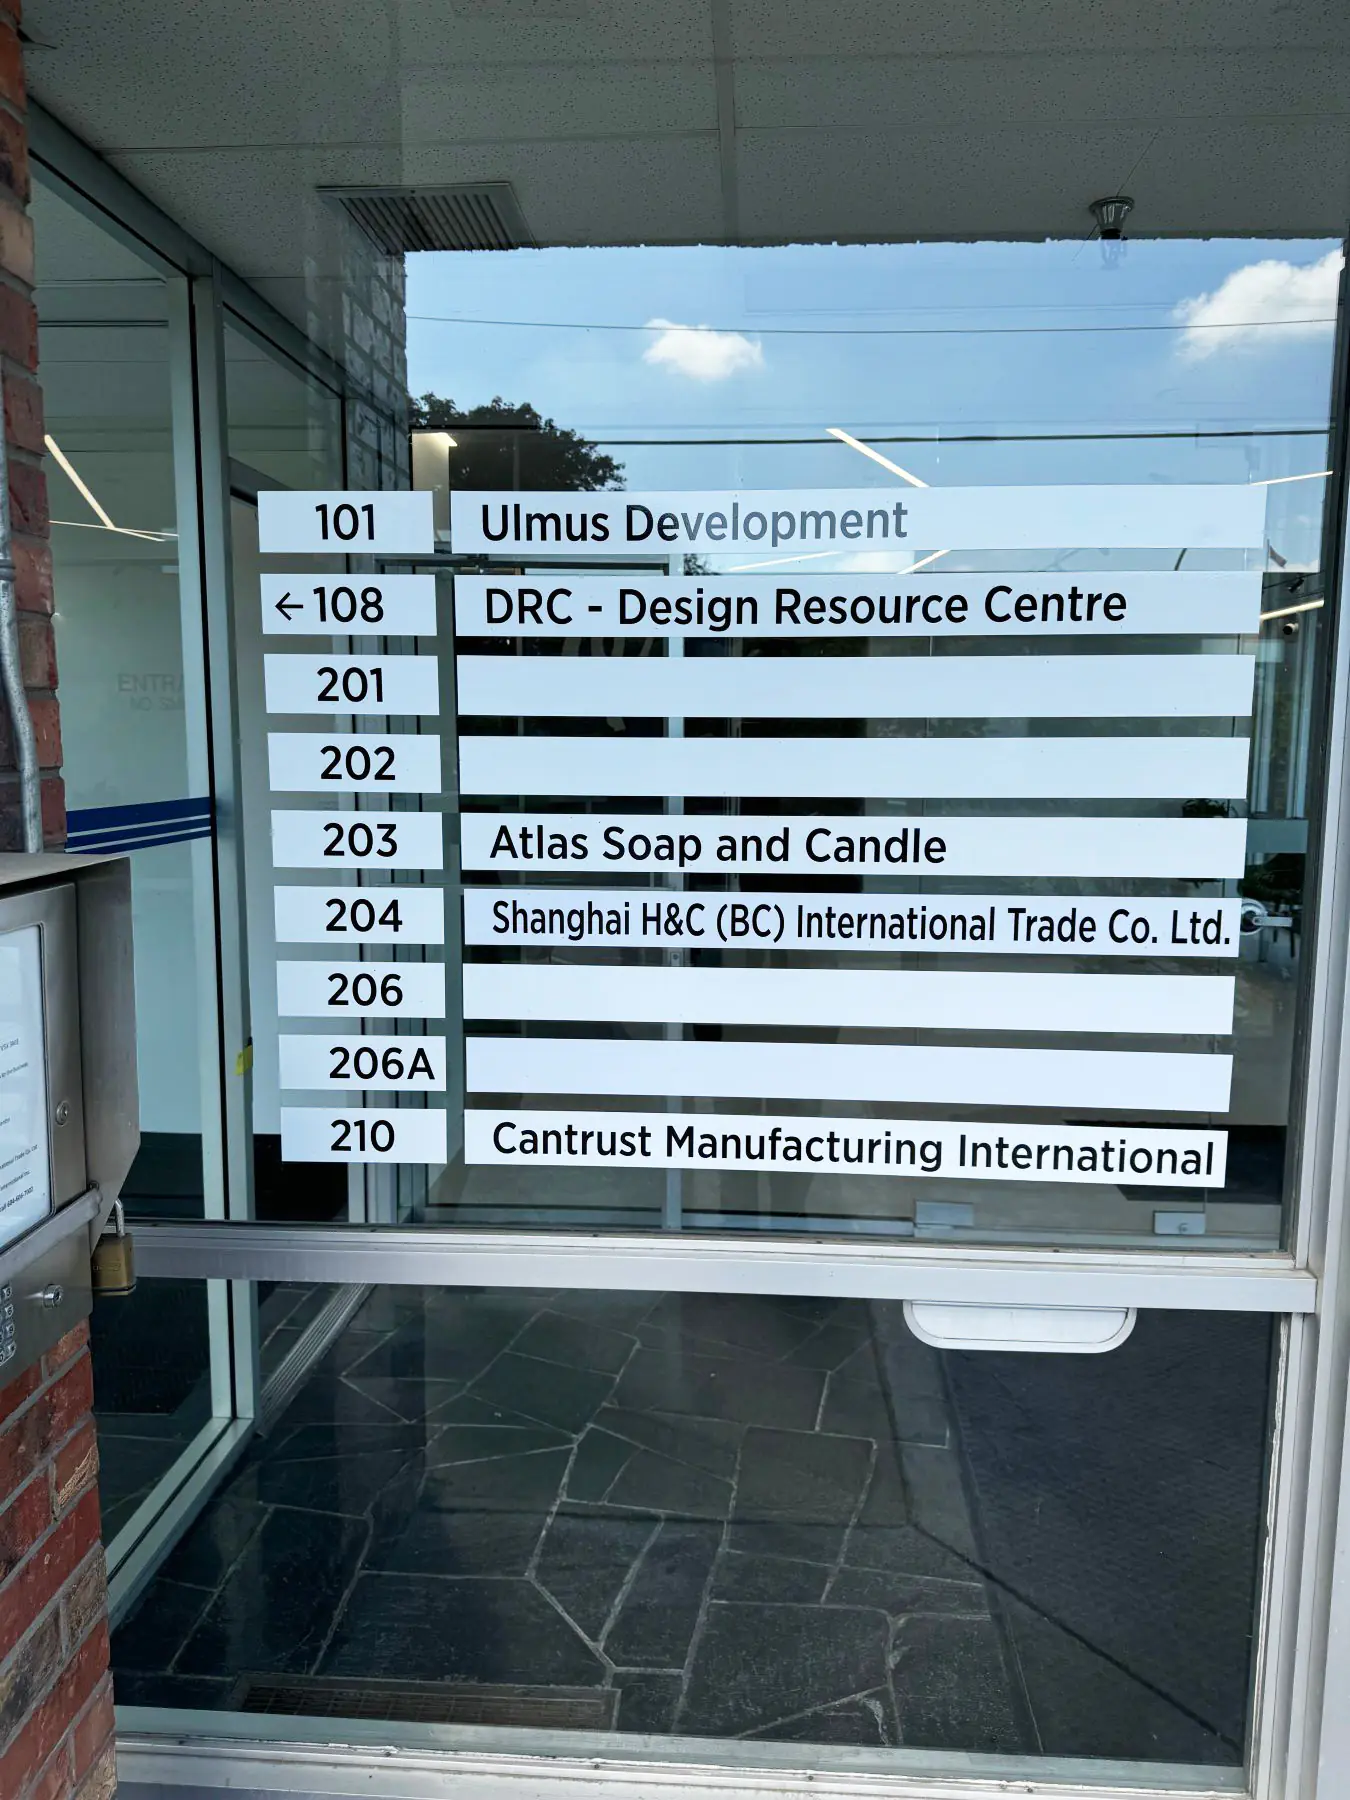 101 Ulmus Development
←108 DRC - Design Resource Centre
201
202
203 Atlas Soap and Candle
204 Shanghai H&C (BC) International Trade Co. Ltd.
206
206A
210 Cantrust Manufacturing International